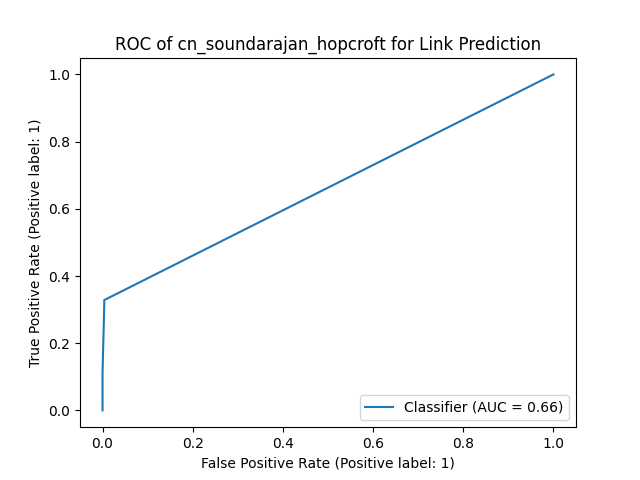 ROC of cn_soundarajan_hopcroft for Link Prediction
1.0
0.8
0.6
0.4
0.2
0.0
True Positive Rate (Positive label: 1)
Classifier (AUC = 0.66)
0.0 0.2 0.4 0.6 0.8 1.0
False Positive Rate (Positive label: 1)